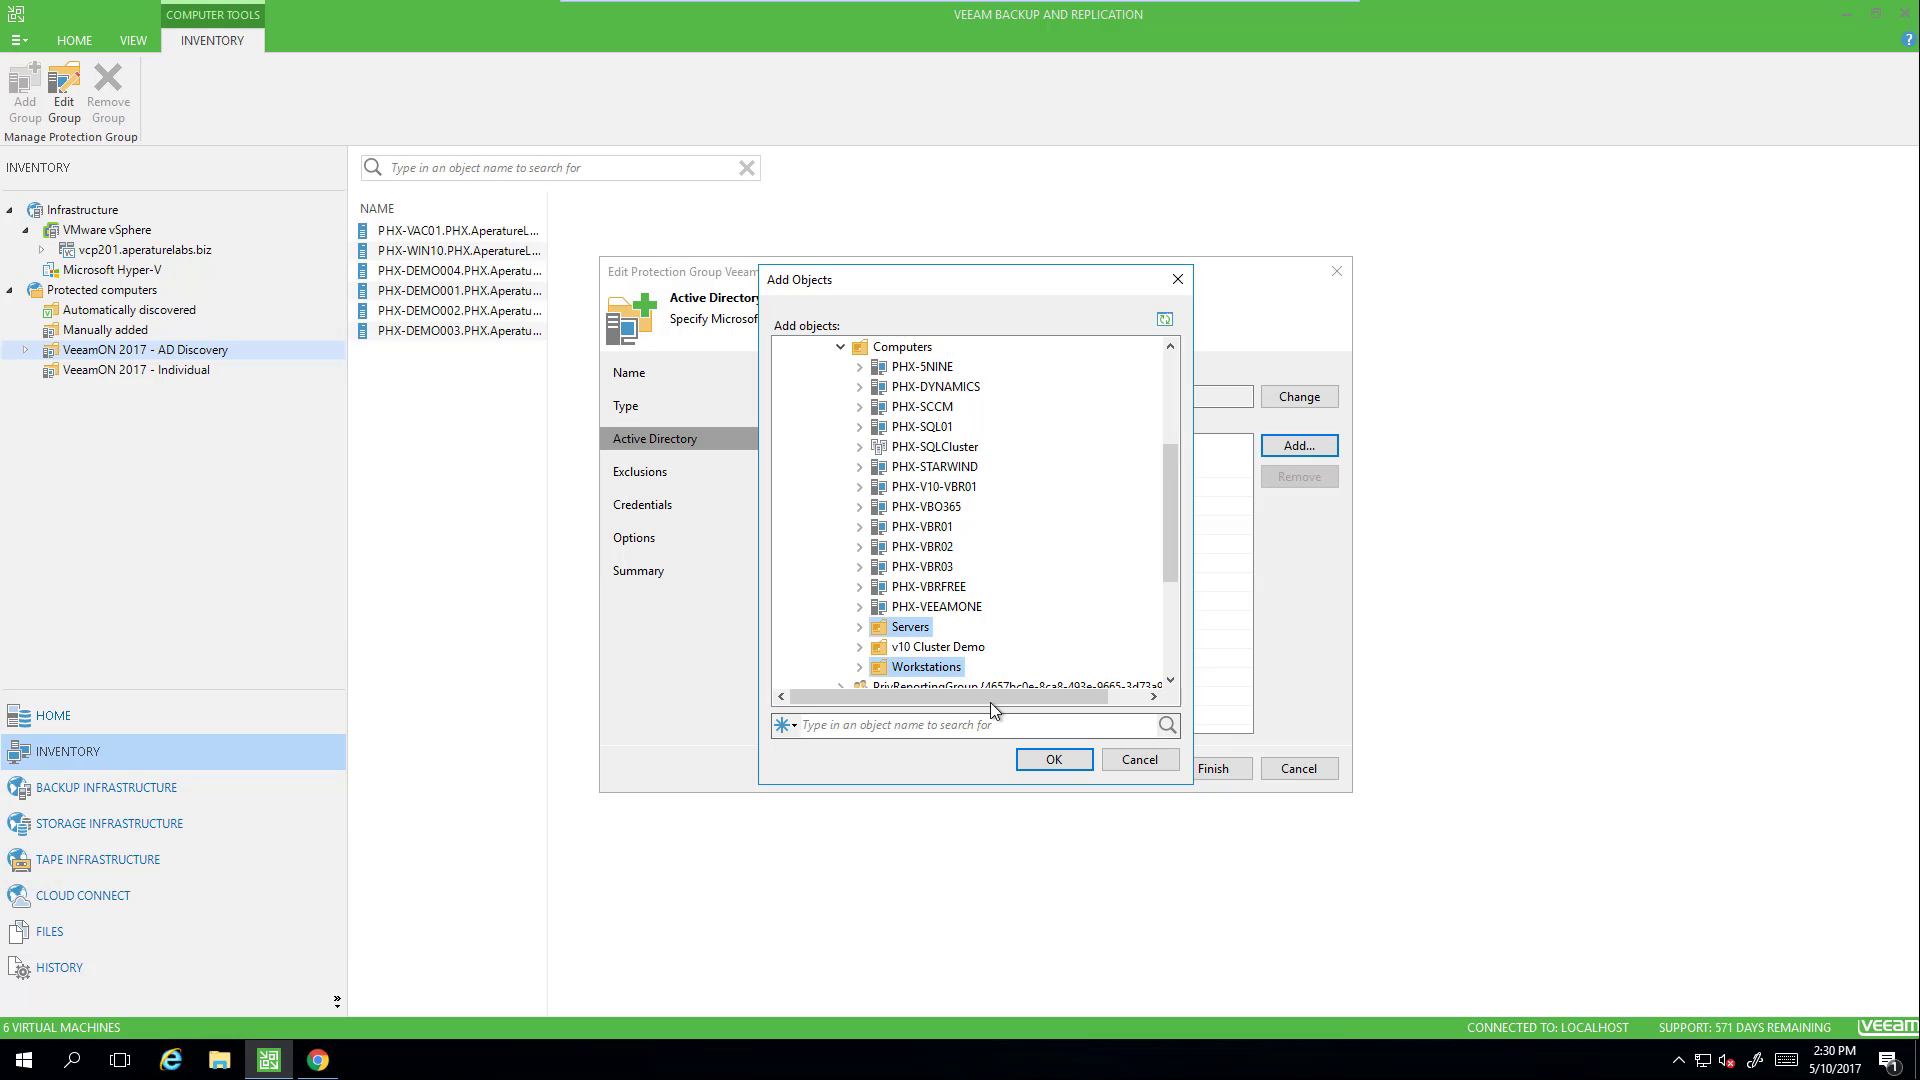 COMPUTER TOOLS
VEEAM BACKUP AND REPLICATION
HOME
VIEW
INVENTORY
?
Add Group
Edit Group
Remove Group
Manage Protection Group
INVENTORY
Type in an object name to search for
Infrastructure
VMware vSphere
vcp201.aperaturelabs.biz
Microsoft Hyper-V
Protected computers
Automatically discovered
Manually added
VeeamON 2017 - AD Discovery
VeeamON 2017 - Individual
NAME
PHX-VAC01.PHX.AperatureL...
PHX-WIN10.PHX.AperatureL...
PHX-DEMO004.PHX.Aperatu...
PHX-DEMO001.PHX.Aperatu...
PHX-DEMO002.PHX.Aperatu...
PHX-DEMO003.PHX.Aperatu...
Edit Protection Group Veeam
Active Directory
Specify Microsof
Name
Type
Active Directory
Exclusions
Credentials
Options
Summary
Change
Add...
Remove
Finish
Cancel
Add Objects
Add objects:
Computers
PHX-5NINE
PHX-DYNAMICS
PHX-SCCM
PHX-SQL01
PHX-SQLCluster
PHX-STARWIND
PHX-V10-VBR01
PHX-VBO365
PHX-VBR01
PHX-VBR02
PHX-VBR03
PHX-VBRFREE
PHX-VEEAMONE
Servers
v10 Cluster Demo
Workstations
PrivReportingGroup {4657bc0e-8ca8-493e-9665-3d73a9
Type in an object name to search for
OK
Cancel
HOME
INVENTORY
BACKUP INFRASTRUCTURE
STORAGE INFRASTRUCTURE
TAPE INFRASTRUCTURE
CLOUD CONNECT
FILES
HISTORY
6 VIRTUAL MACHINES
CONNECTED TO: LOCALHOST
SUPPORT: 571 DAYS REMAINING
veeam
2:30 PM
5/10/2017
1